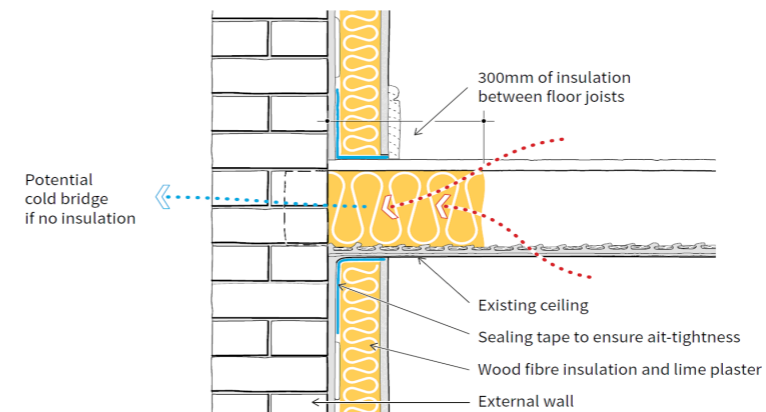 300mm of insulation
between floor joists
Potential
cold bridge
if no insulation
Existing ceiling
Sealing tape to ensure ait-tightness
Wood fibre insulation and lime plaster
External wall